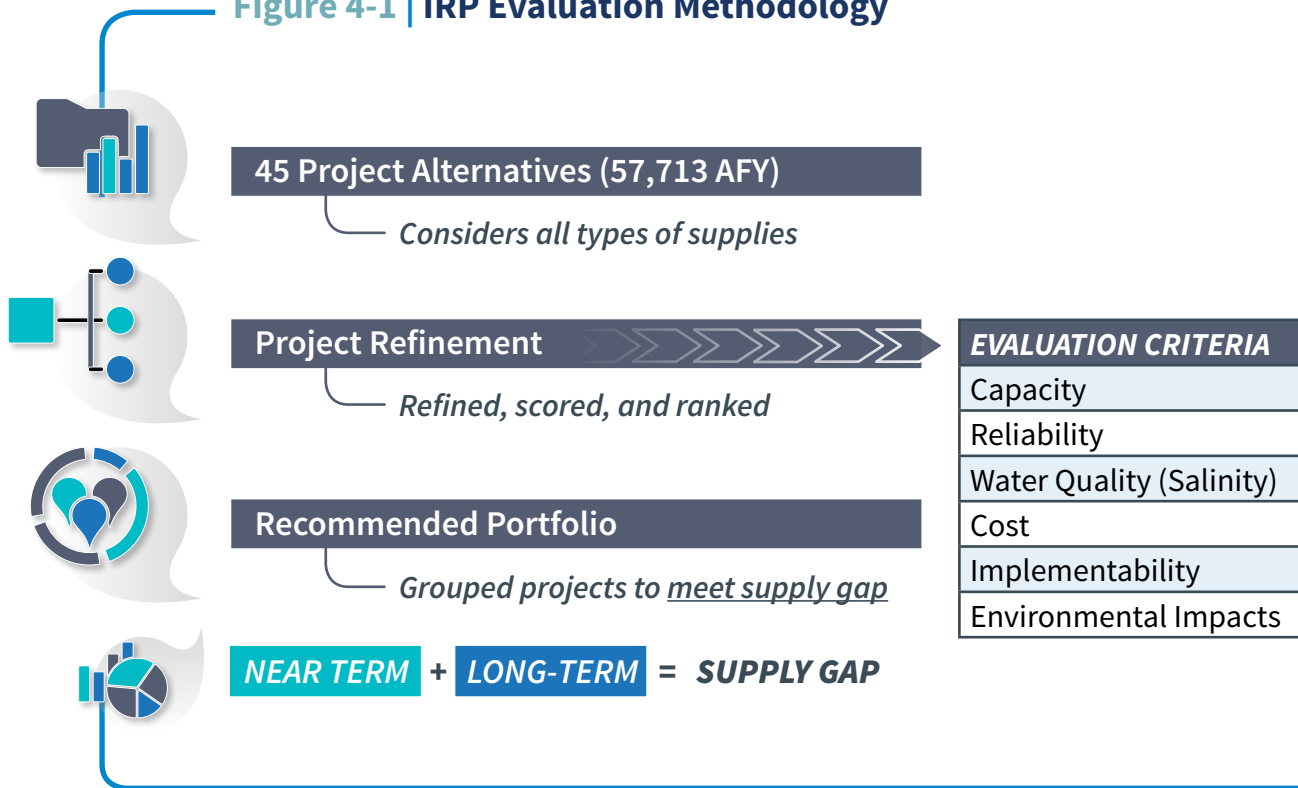 Figure 4-1 | IRP Evaluation Methodology
45 Project Alternatives (57,713 AFY)
Considers all types of supplies
Project Refinement
Refined, scored, and ranked
Recommended Portfolio
Grouped projects to meet supply gap
NEAR TERM + LONG-TERM = SUPPLY GAP
EVALUATION CRITERIA
Capacity
Reliability
Water Quality (Salinity)
Cost
Implementability
Environmental Impacts